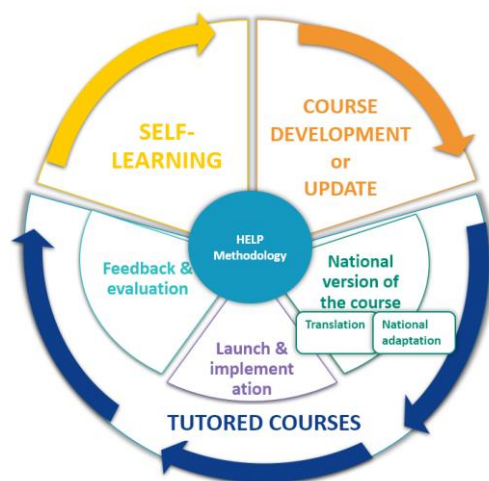 SELF-
LEARNING
COURSE
DEVELOPMENT
or
UPDATE
HELP
Methodology
Feedback &
evaluation
National
version of
the course
Translation
National
adaptation
Launch &
implement
ation
TUTORED COURSES